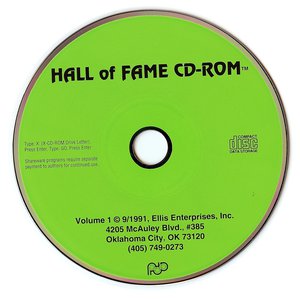 HALL of FAME CD-ROM™
Type: X: (X-CD-ROM Drive Letter),
Press Enter, Type: GO, Press Enter
Shareware programs require separate
payment to authors for continued use.
COMPACT
disc
DATA STORAGE
Volume 1 © 9/1991, Ellis Enterprises, Inc.
4205 McAuley Blvd., #385
Oklahoma City, OK 73120
(405) 749-0273